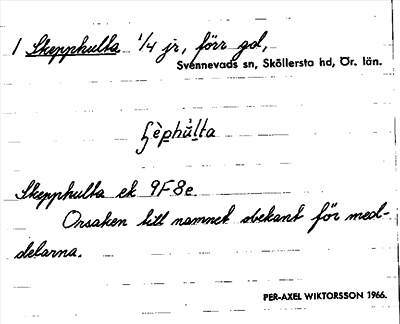 1 Skepphulta 1/4 jr, förr gd,
Svennevads sn, Sköllersta hd, Ör. län.
Skepphulta ek 9F8e
Orsaken till namnet obekant för med-
delarna.
PER-AXEL WIKTORSSON 1966.